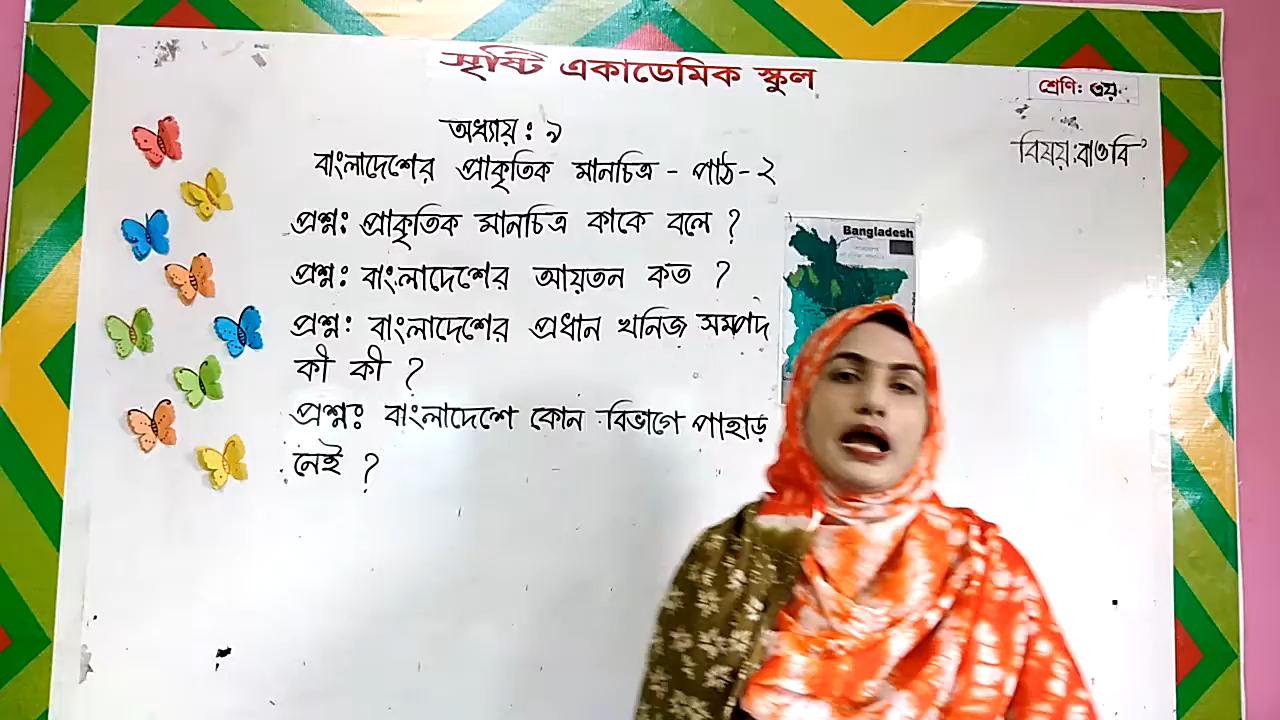 সৃষ্টি একাডেমিক স্কুল
শ্রেণি: ৩য়
বিষয়: বাওবি
অধ্যায়: ৯
বাংলাদেশের প্রাকৃতিক মানচিত্র - পাঠ-২
প্রশ্ন: প্রাকৃতিক মানচিত্র কাকে বলে ?
প্রশ্ন: বাংলাদেশের আয়তন কত ?
প্রশ্ন: বাংলাদেশের প্রধান খনিজ সম্পদ
কী কী ?
প্রশ্ন: বাংলাদেশে কোন বিভাগে পাহাড়
নেই ?
Bangladesh